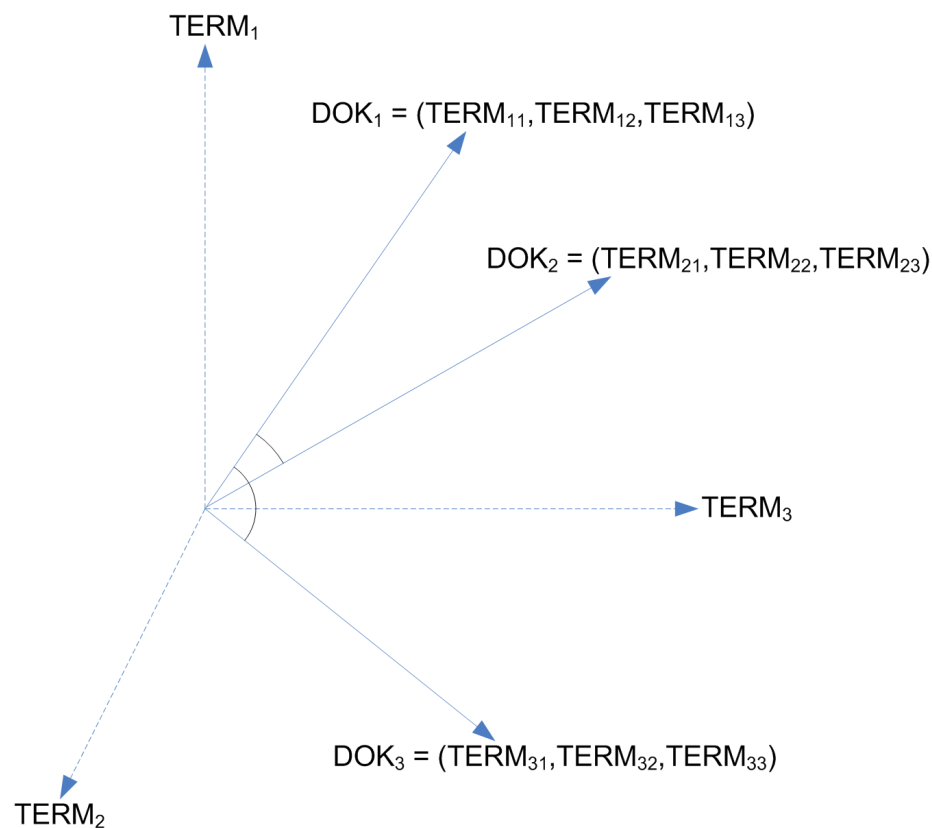 TERM₁
DOK₁ = (TERM₁₁,TERM₁₂,TERM₁₃)
DOK₂ = (TERM₂₁,TERM₂₂,TERM₂₃)
TERM₃
DOK₃ = (TERM₃₁,TERM₃₂,TERM₃₃)
TERM₂